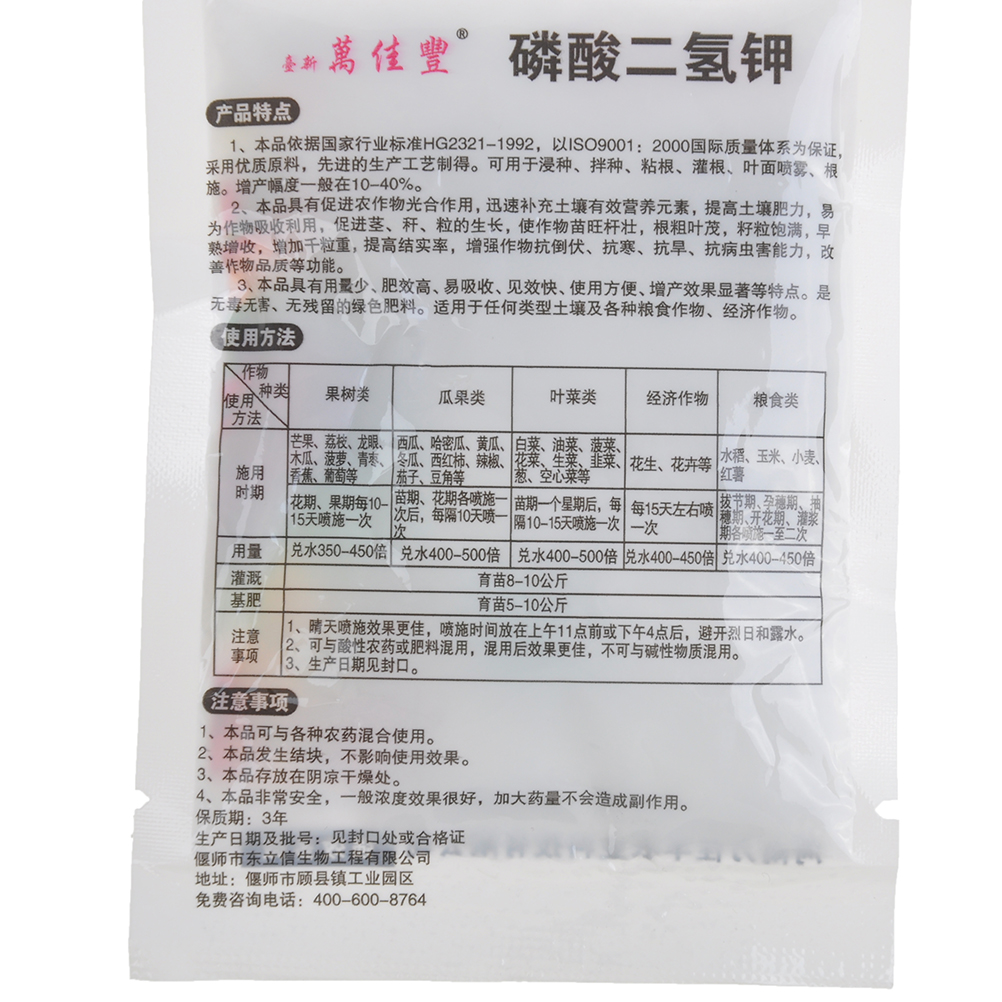 臺新 萬佳豐® 磷酸二氢钾
产品特点
1、本品依据国家行业标准HG2321-1992，以ISO9001：2000国际质量体系为保证，
采用优质原料，先进的生产工艺制得。可用于浸种、拌种、粘根、灌根、叶面喷雾、根
施。增产幅度一般在10-40%。
2、本品具有促进农作物光合作用，迅速补充土壤有效营养元素，提高土壤肥力，易
为作物吸收利用，促进茎、秆、粒的生长，使作物苗旺杆壮，根粗叶茂，籽粒饱满，早
熟增收，增加千粒重，提高结实率，增强作物抗倒伏、抗寒、抗旱、抗病虫害能力，改
善作物品质等功能。
3、本品具有用量少、肥效高、易吸收、见效快、使用方便、增产效果显著等特点。是
无毒无害、无残留的绿色肥料。适用于任何类型土壤及各种粮食作物、经济作物。
使用方法
作物
种类
使用
方法
果树类 瓜果类 叶菜类 经济作物 粮食类
施用
时期
芒果、荔枝、龙眼、
木瓜、菠萝、青枣、
香蕉、葡萄等
西瓜、哈密瓜、黄瓜、
冬瓜、西红柿、辣椒、
茄子、豆角等
白菜、油菜、菠菜、
花菜、生菜、韭菜、
葱、空心菜等
花生、花卉等
水稻、玉米、小麦、
红薯
花期、果期每10-
15天喷施一次
苗期、花期各喷施一
次后，每隔10天喷一
次
苗期一个星期后，每
隔10-15天喷施一次
每15天左右喷
一次
拔节期、孕穗期、抽
穗期、开花期、灌浆
期各喷施一至二次
用量 兑水350-450倍 兑水400-500倍 兑水400-500倍 兑水400-450倍 兑水400-450倍
灌溉 育苗8-10公斤
基肥 育苗5-10公斤
注意
事项
1、晴天喷施效果更佳，喷施时间放在上午11点前或下午4点后，避开烈日和露水。
2、可与酸性农药或肥料混用，混用后效果更佳，不可与碱性物质混用。
3、生产日期见封口。
注意事项
1、本品可与各种农药混合使用。
2、本品发生结块，不影响使用效果。
3、本品存放在阴凉干燥处。
4、本品非常安全，一般浓度效果很好，加大药量不会造成副作用。
保质期：3年
生产日期及批号：见封口处或合格证
偃师市东立信生物工程有限公司
地址：偃师市顾县镇工业园区
免费咨询电话：400-600-8764